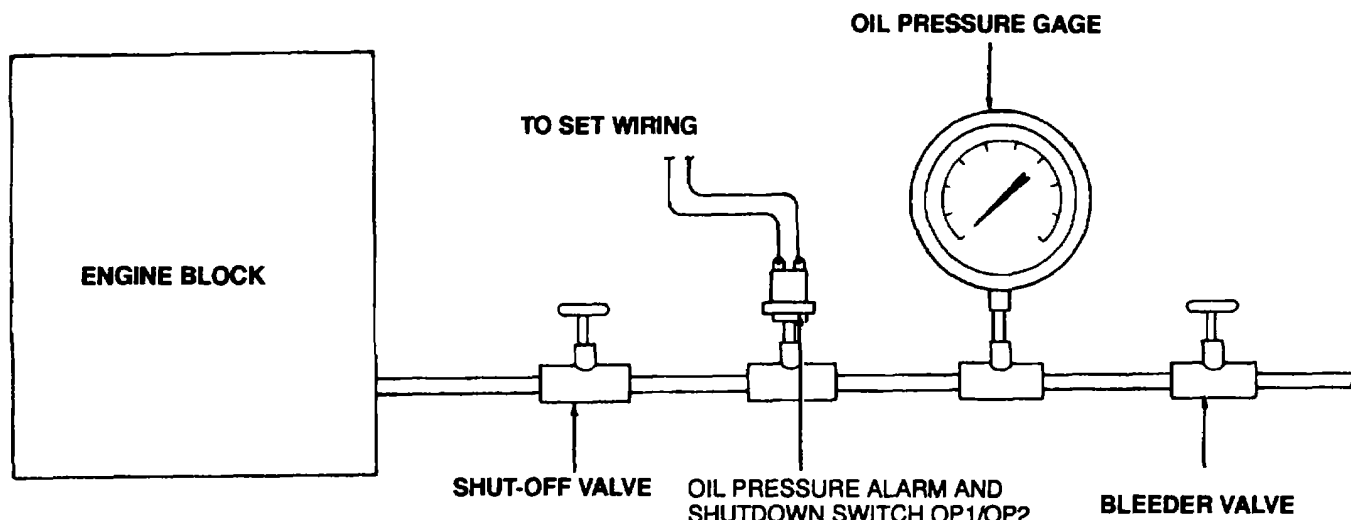 OIL PRESSURE GAGE
TO SET WIRING
ENGINE BLOCK
SHUT-OFF VALVE
OIL PRESSURE ALARM AND
SHUTDOWN SWITCH OP1/OP2
BLEEDER VALVE